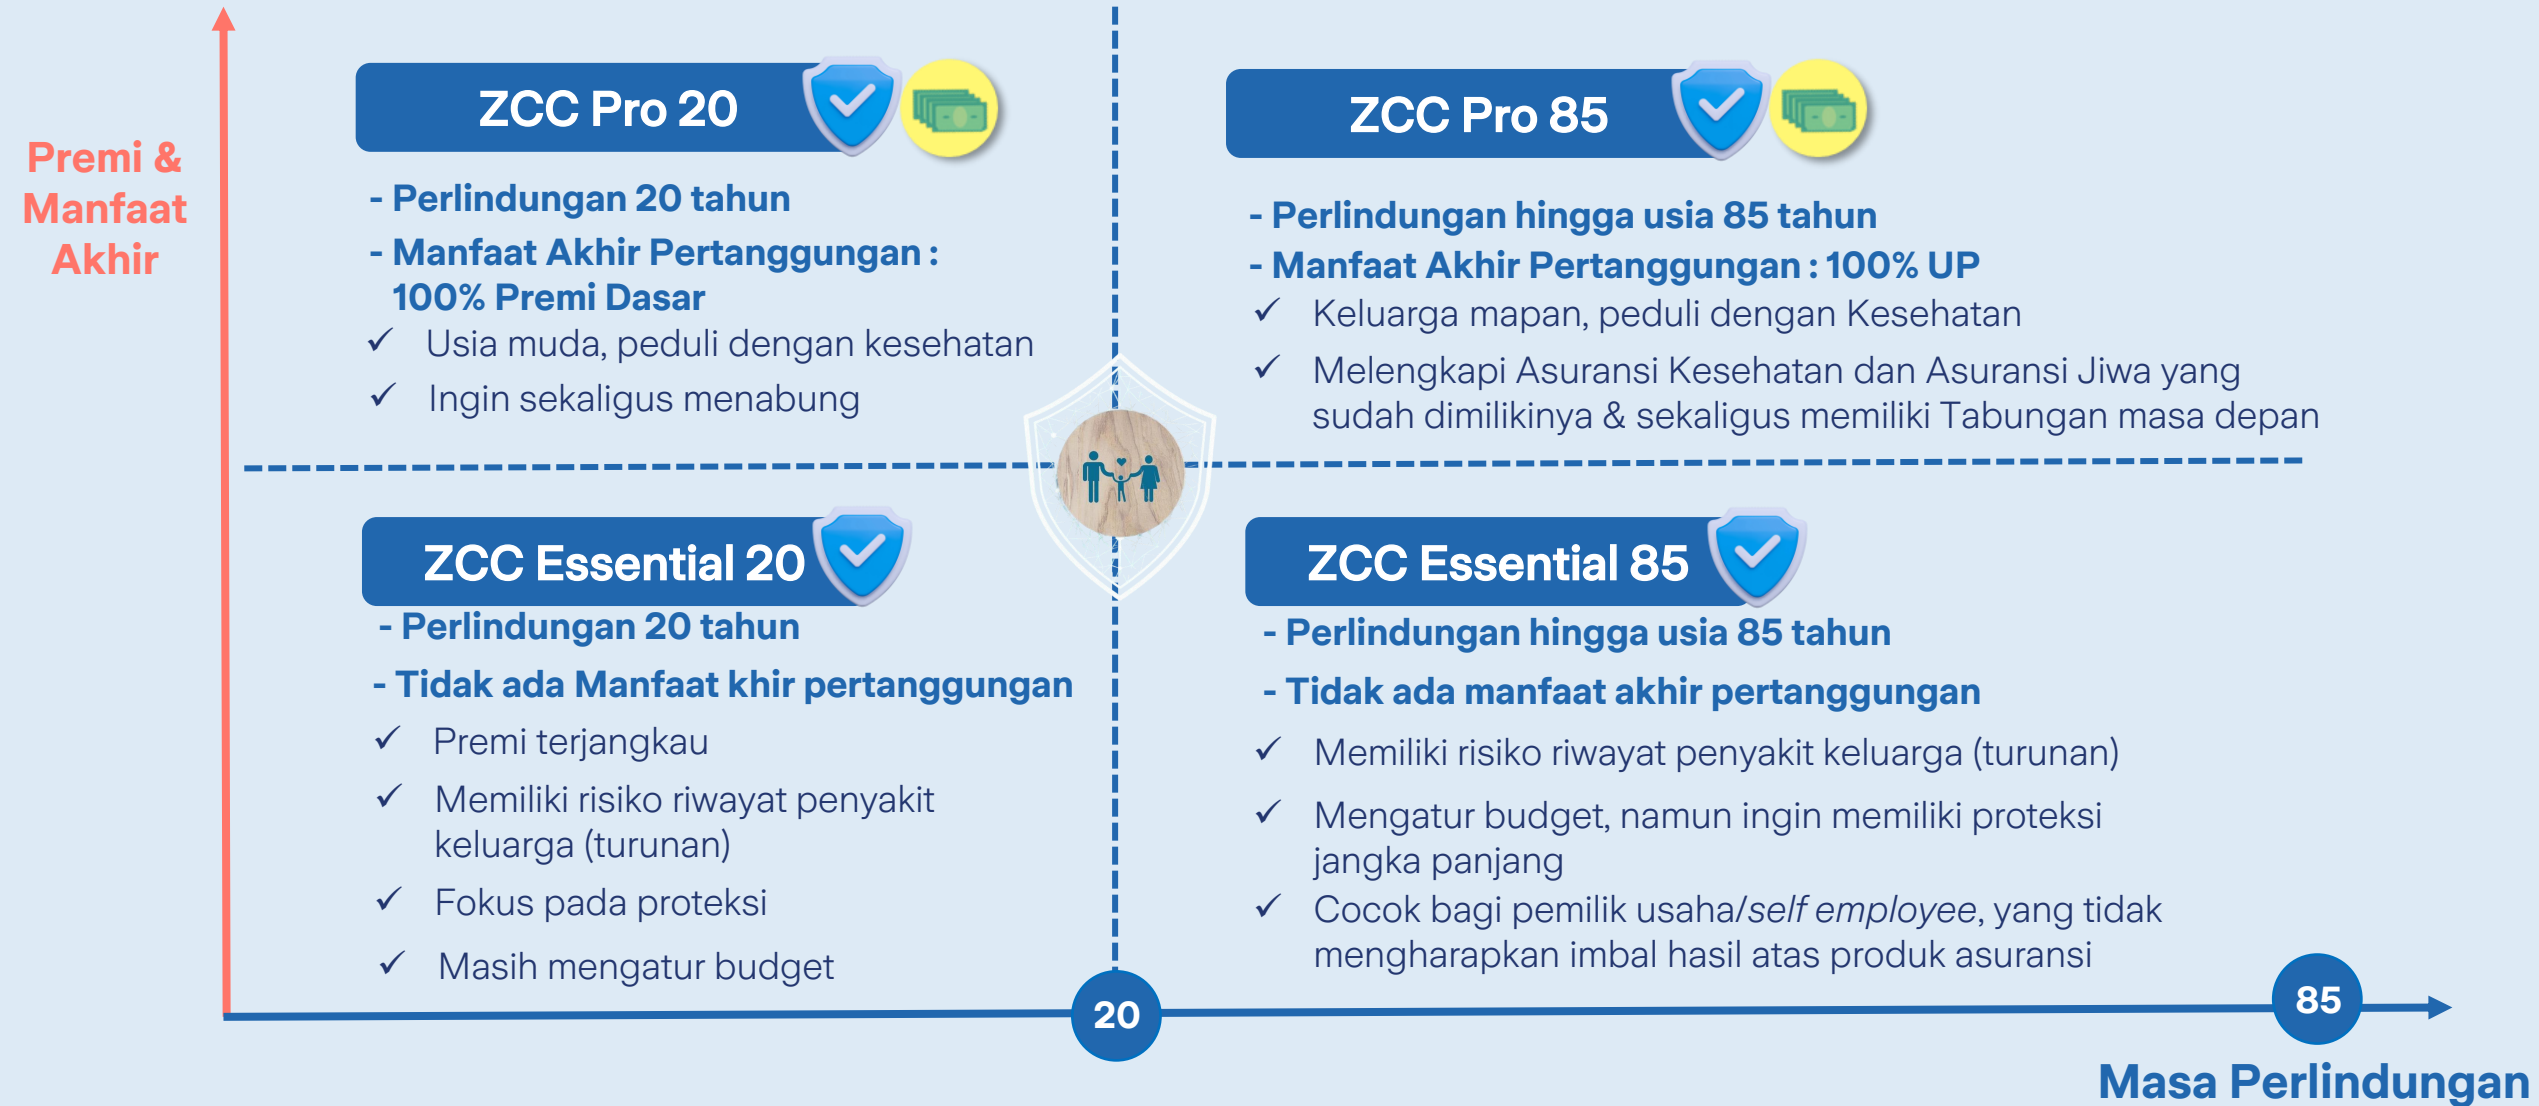 Premi &
Manfaat
Akhir
ZCC Pro 20
- Perlindungan 20 tahun
- Manfaat Akhir Pertanggungan :
100% Premi Dasar
✓ Usia muda, peduli dengan kesehatan
✓ Ingin sekaligus menabung
ZCC Pro 85
- Perlindungan hingga usia 85 tahun
- Manfaat Akhir Pertanggungan : 100% UP
✓ Keluarga mapan, peduli dengan Kesehatan
✓ Melengkapi Asuransi Kesehatan dan Asuransi Jiwa yang
sudah dimilikinya & sekaligus memiliki Tabungan masa depan
ZCC Essential 20
- Perlindungan 20 tahun
- Tidak ada Manfaat khir pertanggungan
✓ Premi terjangkau
✓ Memiliki risiko riwayat penyakit
keluarga (turunan)
✓ Fokus pada proteksi
✓ Masih mengatur budget
ZCC Essential 85
- Perlindungan hingga usia 85 tahun
- Tidak ada manfaat akhir pertanggungan
✓ Memiliki risiko riwayat penyakit keluarga (turunan)
✓ Mengatur budget, namun ingin memiliki proteksi
jangka panjang
✓ Cocok bagi pemilik usaha/self employee, yang tidak
mengharapkan imbal hasil atas produk asuransi
20
85
Masa Perlindungan